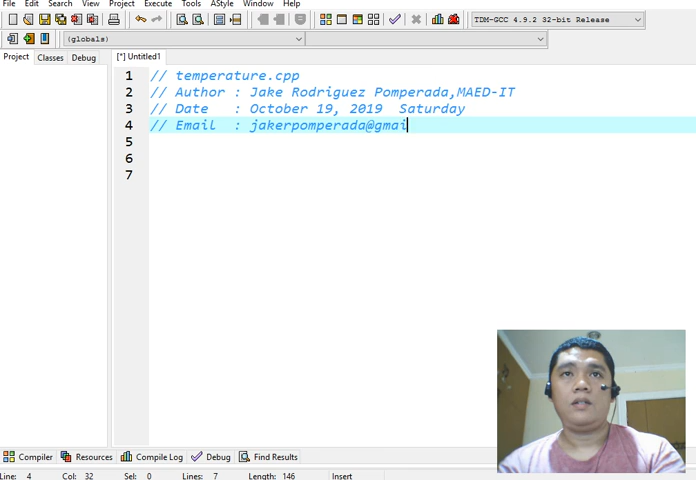 File Edit Search View Project Execute Tools AStyle Window Help
TDM-GCC 4.9.2 32-bit Release
(globals)
Project Classes Debug [*] Untitled1
1 // temperature.cpp
2 // Author : Jake Rodriguez Pomperada,MAED-IT
3 // Date : October 19, 2019 Saturday
4 // Email : jakerpomperada@gmai
5
6
7
Compiler Resources Compile Log Debug Find Results
Line: 4 Col: 32 Sel: 0 Lines: 7 Length: 146 Insert